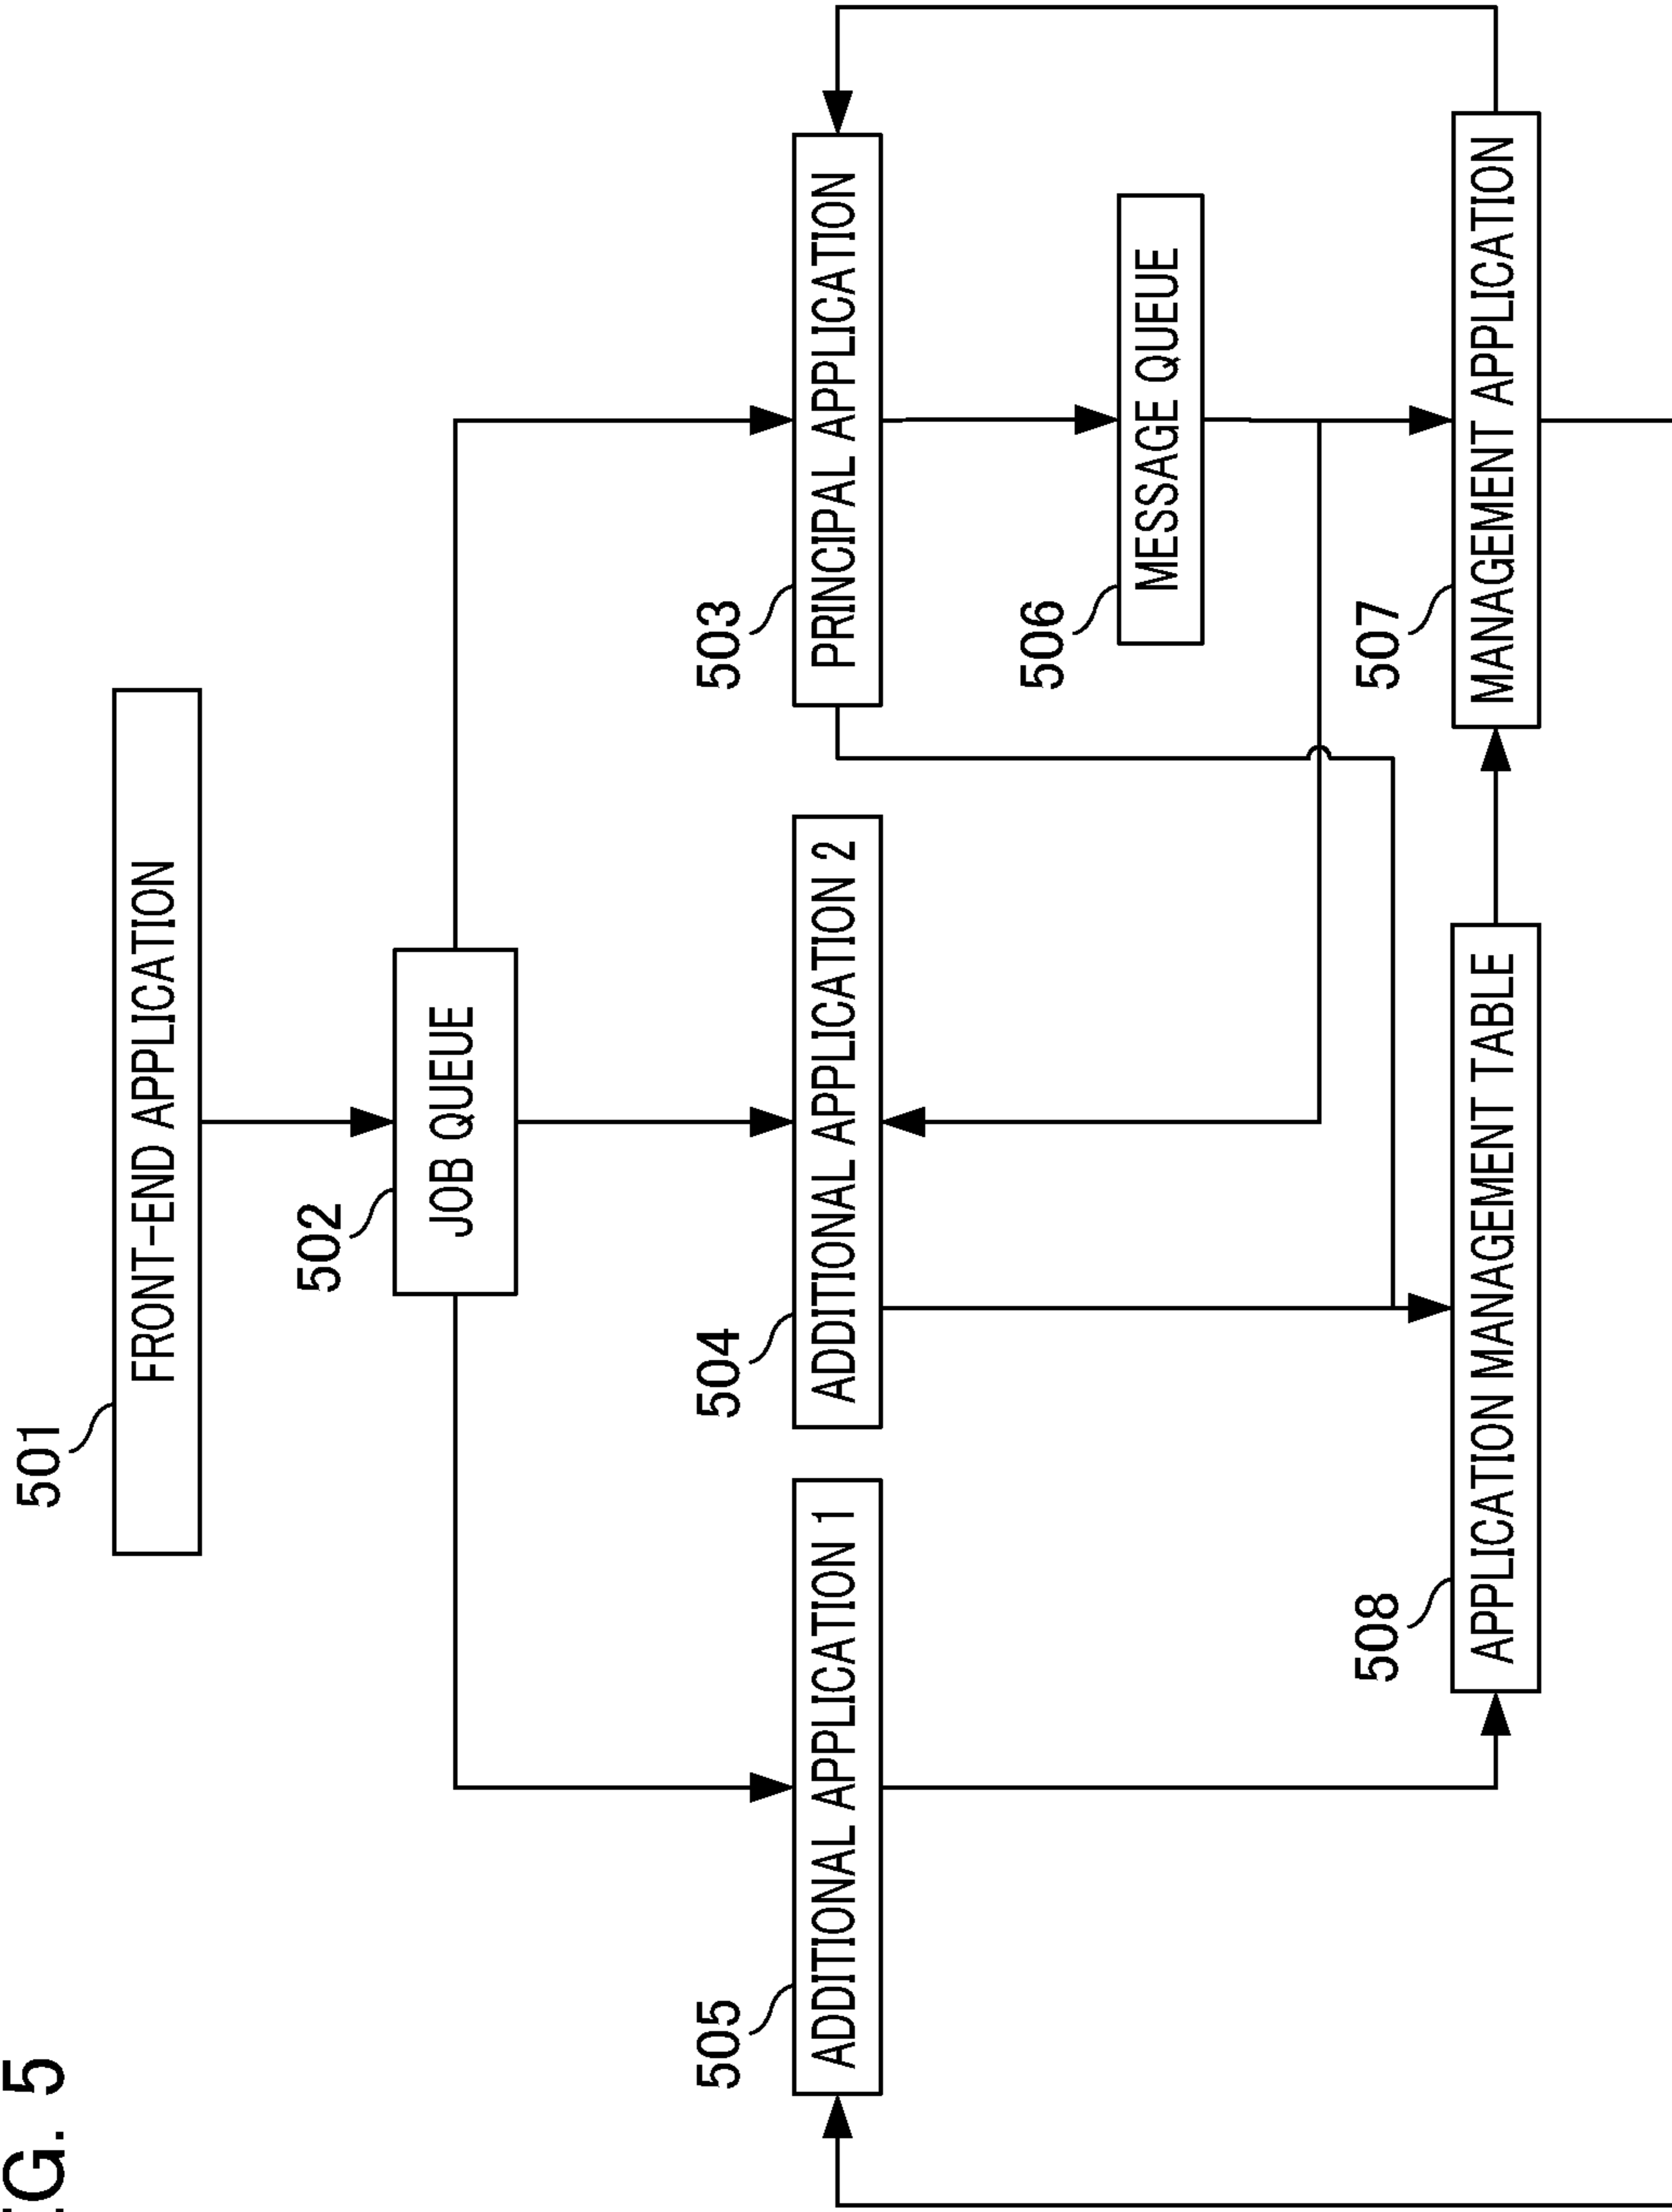 G. 5
501
FRONT-END APPLICATION
502
JOB QUEUE
505
ADDITIONAL APPLICATION 1
504
ADDITIONAL APPLICATION 2
503
PRINCIPAL APPLICATION
506
MESSAGE QUEUE
508
APPLICATION MANAGEMENT TABLE
507
MANAGEMENT APPLICATION